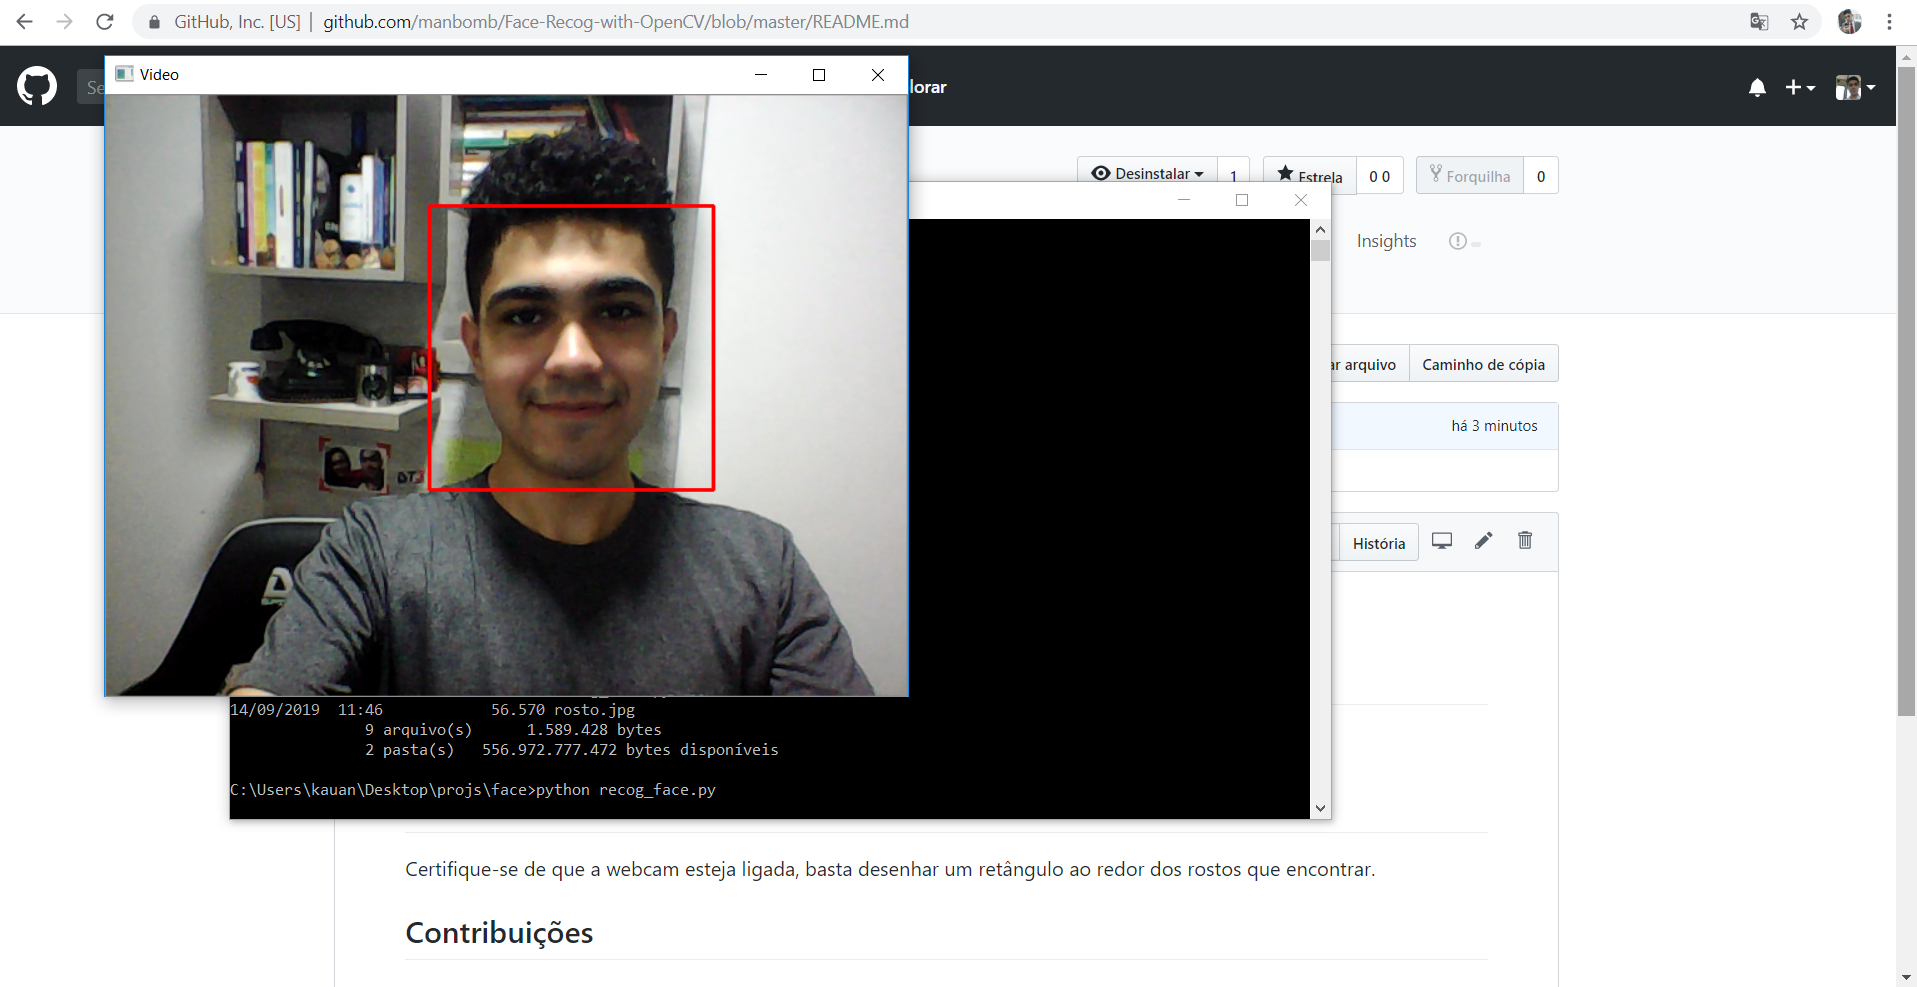 GitHub, Inc. [US] | github.com/manbomb/Face-Recog-with-OpenCV/blob/master/README.md
Video
Se
lorar
Desinstalar 1
Estrela 0 0
Forquilha 0
Insights
ar arquivo
Caminho de cópia
há 3 minutos
História
14/09/2019 11:46 56.570 rosto.jpg
9 arquivo(s) 1.589.428 bytes
2 pasta(s) 556.972.777.472 bytes disponíveis
C:\Users\kauan\Desktop\projs\face>python recog_face.py
Certifique-se de que a webcam esteja ligada, basta desenhar um retângulo ao redor dos rostos que encontrar.
Contribuições